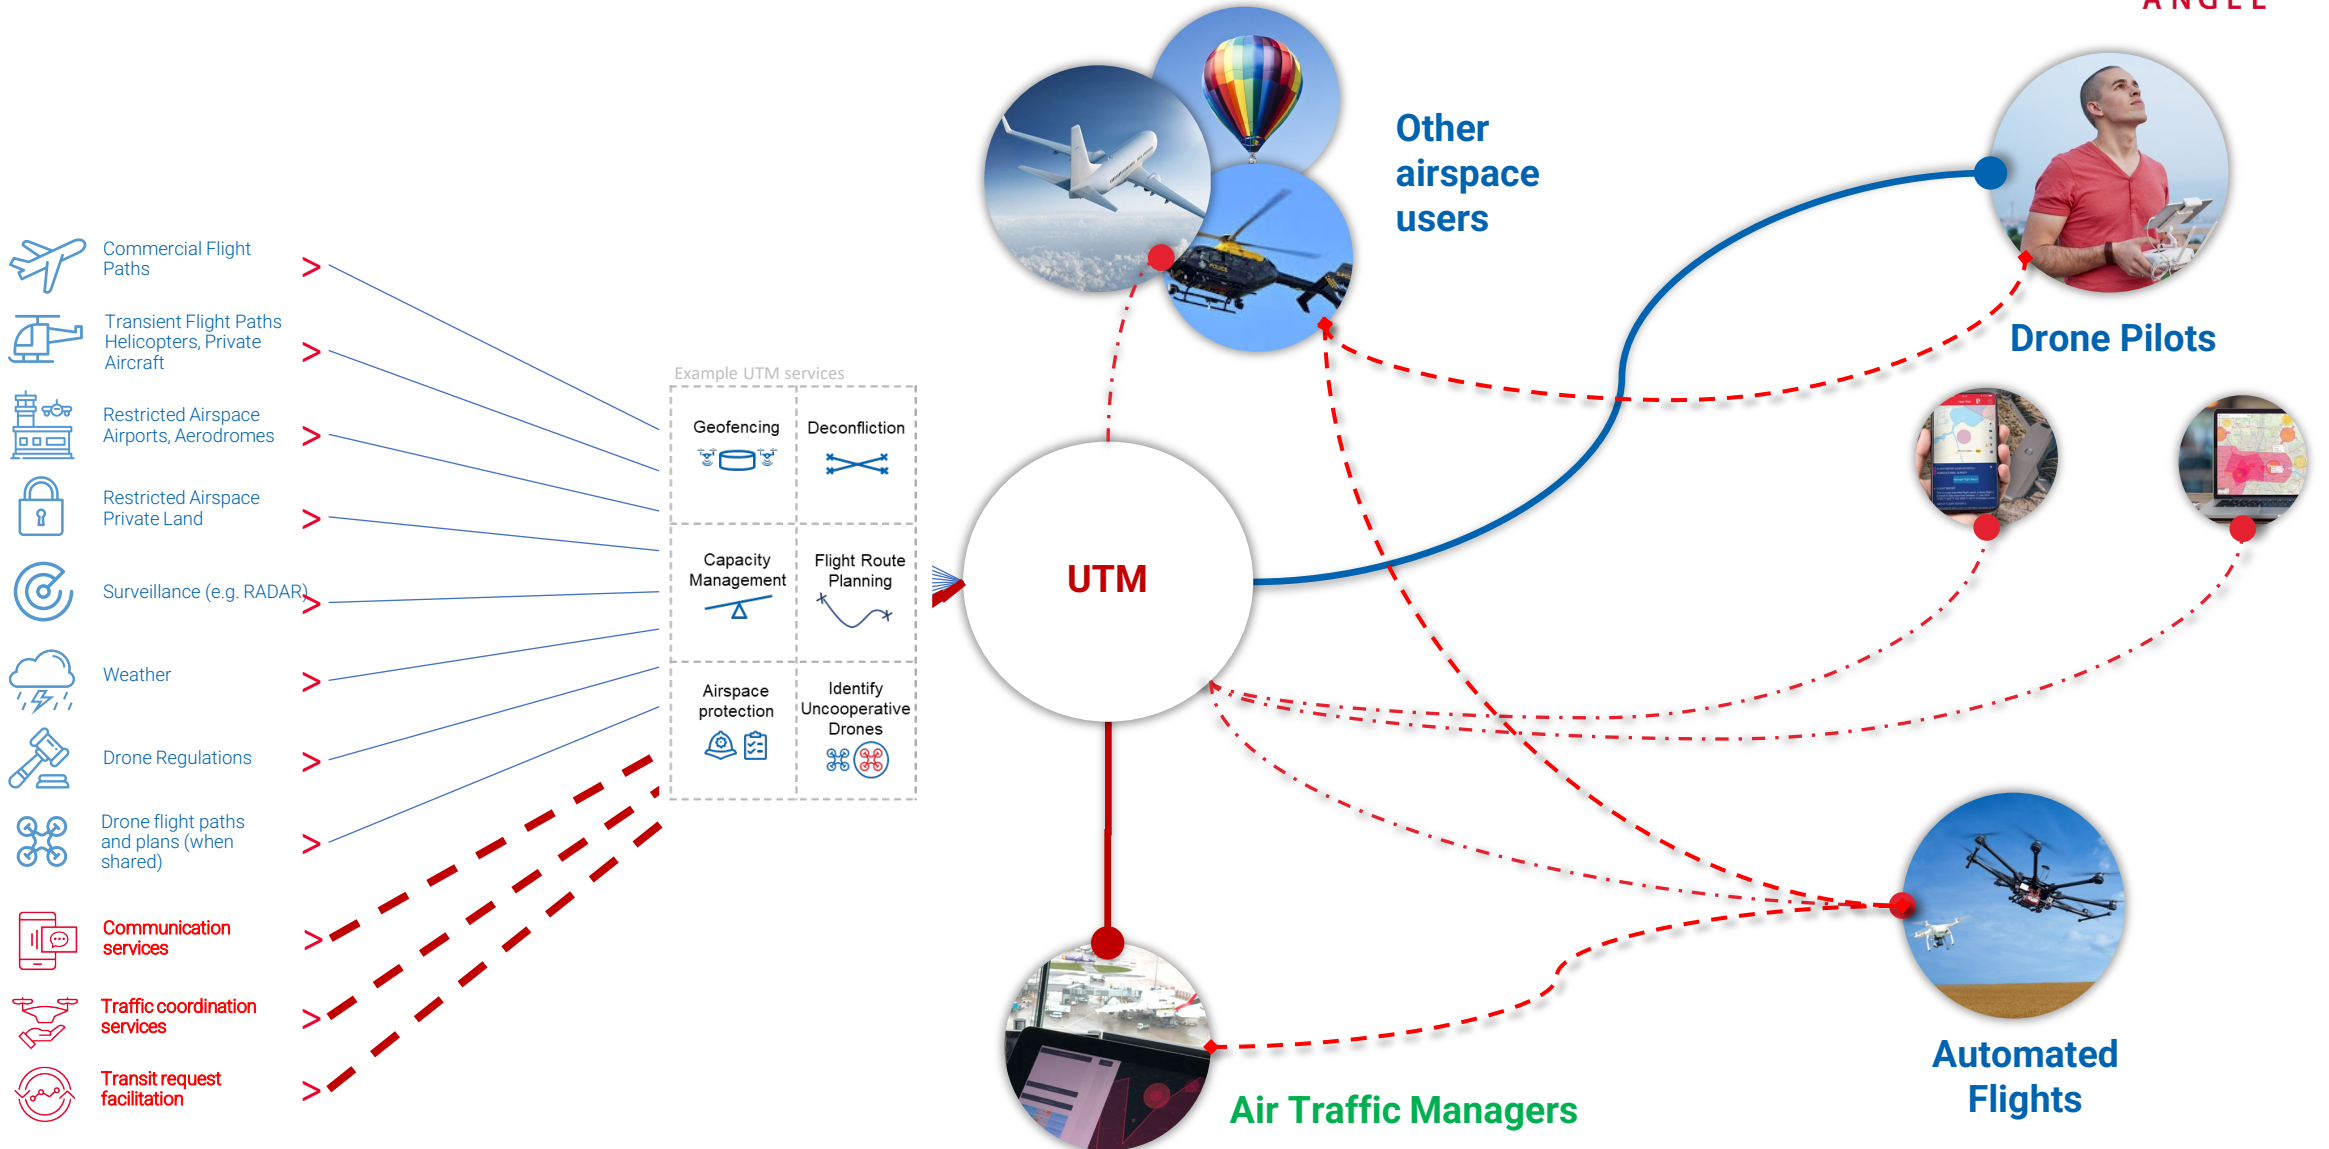 ANGEL
Other
airspace
users
Drone Pilots
Commercial Flight
Paths
Transient Flight Paths
Helicopters, Private
Aircraft
Restricted Airspace
Airports, Aerodromes
Restricted Airspace
Private Land
Surveillance (e.g. RADAR)
Weather
Drone Regulations
Drone flight paths
and plans (when
shared)
Communication
services
Traffic coordination
services
Transit request
facilitation
Example UTM services
Geofencing
Deconfliction
Capacity
Management
Flight Route
Planning
Airspace
protection
Identify
Uncooperative
Drones
UTM
POLICE
Air Traffic Managers
Automated
Flights